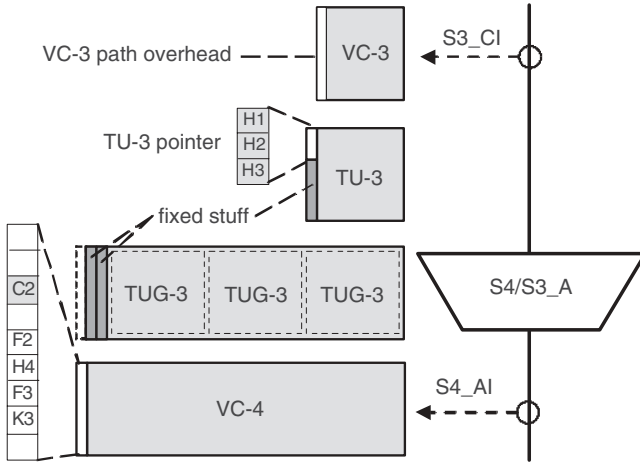 S3_CI
VC-3 path overhead
VC-3
H1
H2
H3
TU-3 pointer
TU-3
fixed stuff
C2
F2
H4
F3
K3
TUG-3 TUG-3 TUG-3
S4/S3_A
VC-4
S4_AI